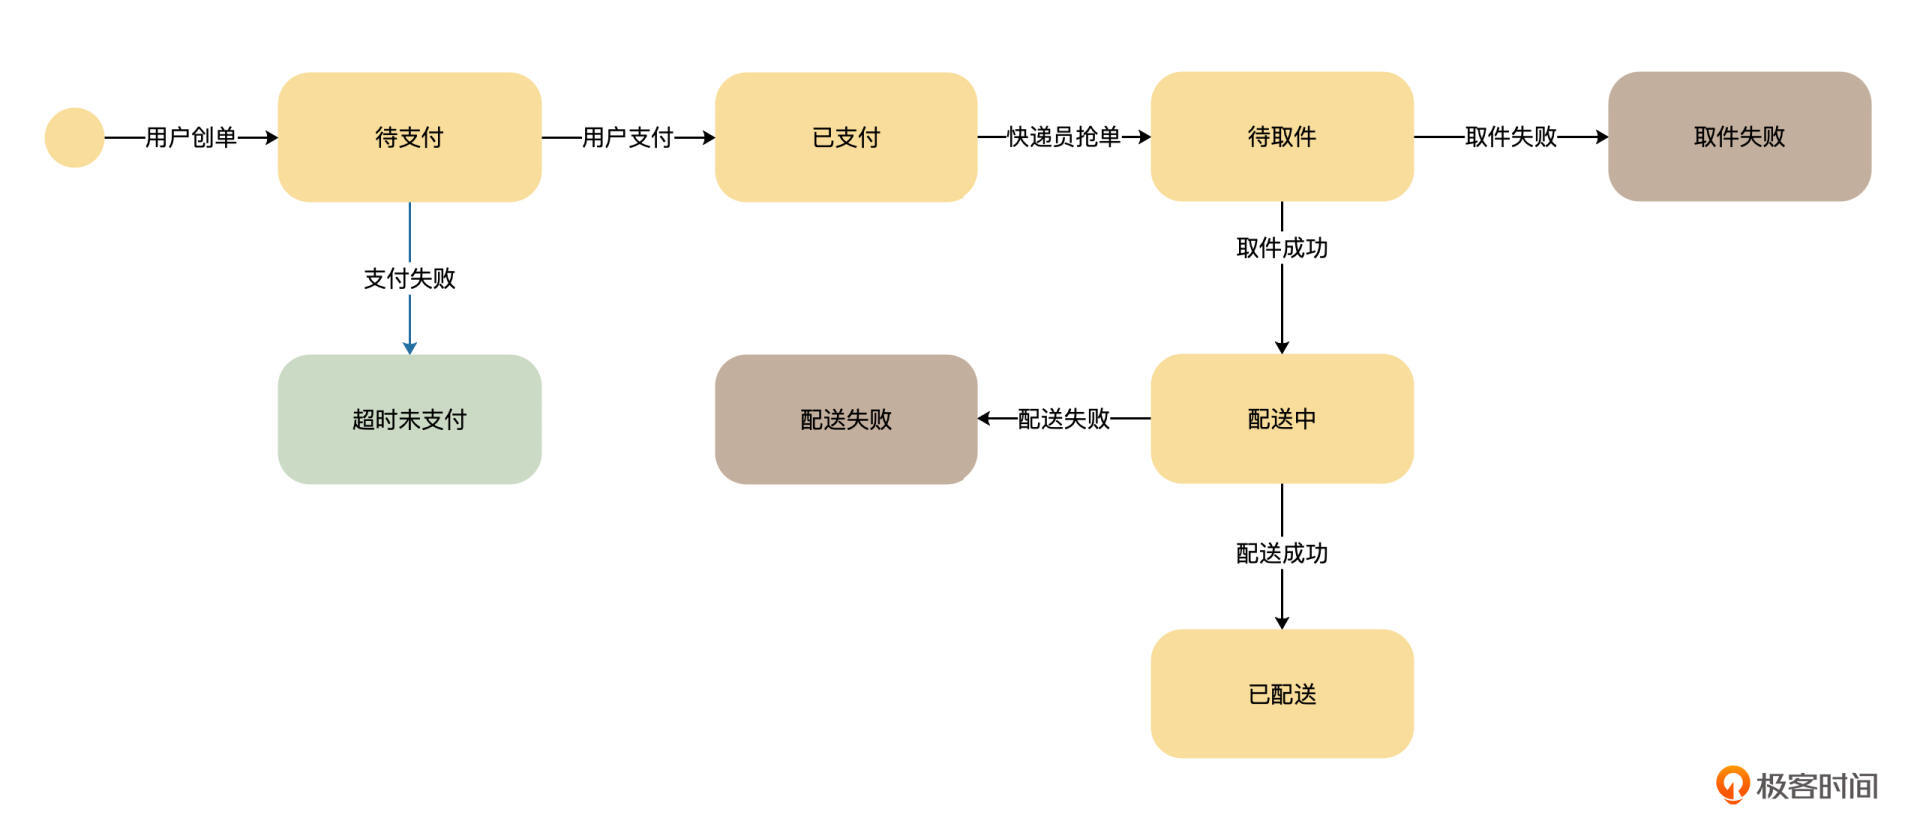 用户创单
待支付
用户支付
已支付
快递员抢单
待取件
取件失败
取件失败
支付失败
取件成功
超时未支付
配送失败
配送失败
配送中
配送成功
已配送
极客时间